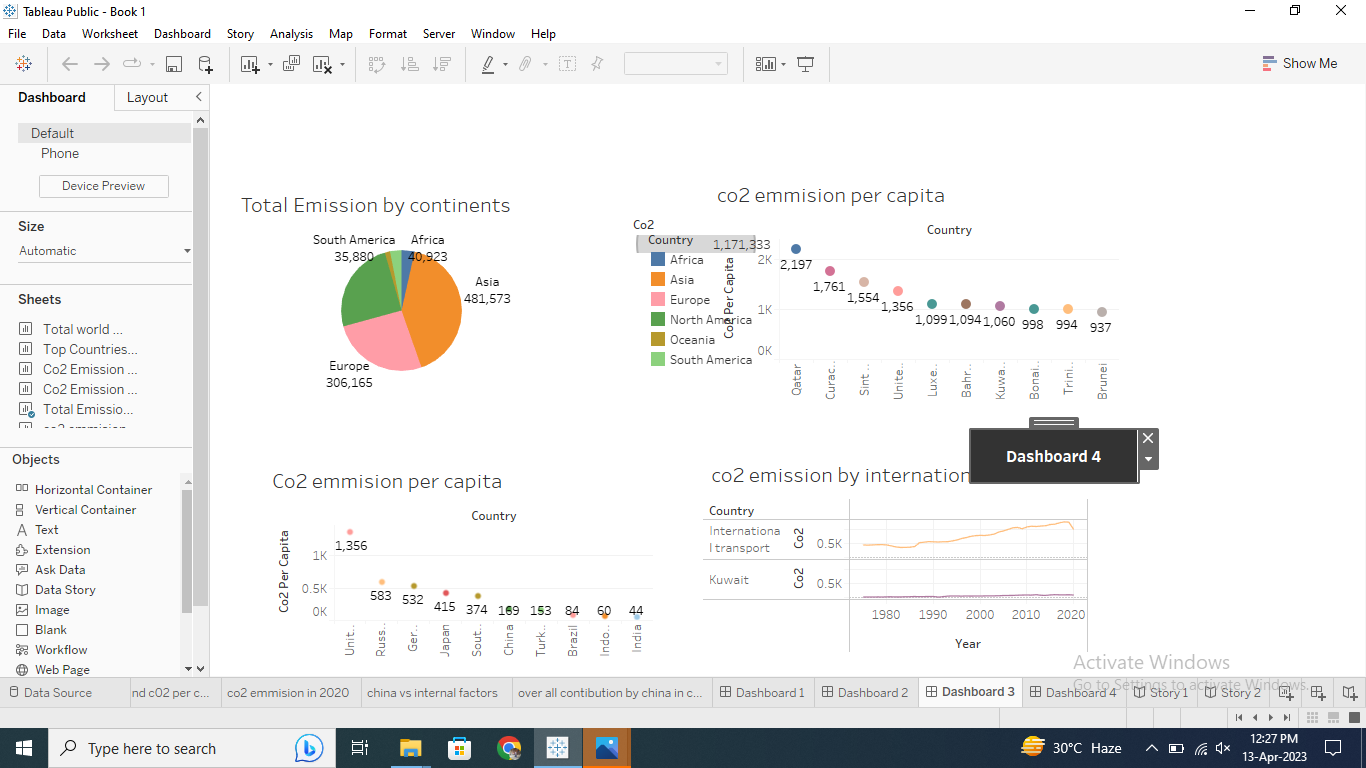 Tableau Public - Book 1
File Data Worksheet Dashboard Story Analysis Map Format Server Window Help
Show Me
Dashboard Layout
Default
Phone
Device Preview
Size
Automatic
Sheets
Total world ...
Top Countries...
Co2 Emission ...
Co2 Emission ...
Total Emissio...
Objects
Horizontal Container
Vertical Container
Text
Extension
Ask Data
Data Story
Image
Blank
Workflow
Web Page
Total Emission by continents
South America
35,880
Africa
40,923
Asia
481,573
Europe
306,165
Co2
1,171,333
Country
Africa
Asia
Europe
North America
Oceania
South America
co2 emmision per capita
Country
Co2 Per Capita
2K
1K
0K
2,197
1,761
1,554
1,356
1,099
1,094
1,060
998
994
937
Qatar
Curac..
Sint ..
Unite..
Luxe..
Bahr..
Kuwa..
Bonai..
Trini..
Brunei
Dashboard 4
Co2 emmision per capita
Country
Co2 Per Capita
1K
0.5K
0K
1,356
583
532
415
374
169
153
84
60
44
Unit..
Russ..
Ger..
Japan
Sout..
China
Turk..
Brazil
Indo..
India
co2 emission by internation
Country
Internationa
l transport
Co2
0.5K
Kuwait
Co2
0.5K
1980 1990 2000 2010 2020
Year
Activate Windows
Go to Settings to activate Windows.
Data Source nd c02 per c... co2 emmision in 2020 china vs internal factors over all contibution by china in c... Dashboard 1 Dashboard 2 Dashboard 3 Dashboard 4 Story 1 Story 2
Type here to search
30°C Haze
12:27 PM
13-Apr-2023